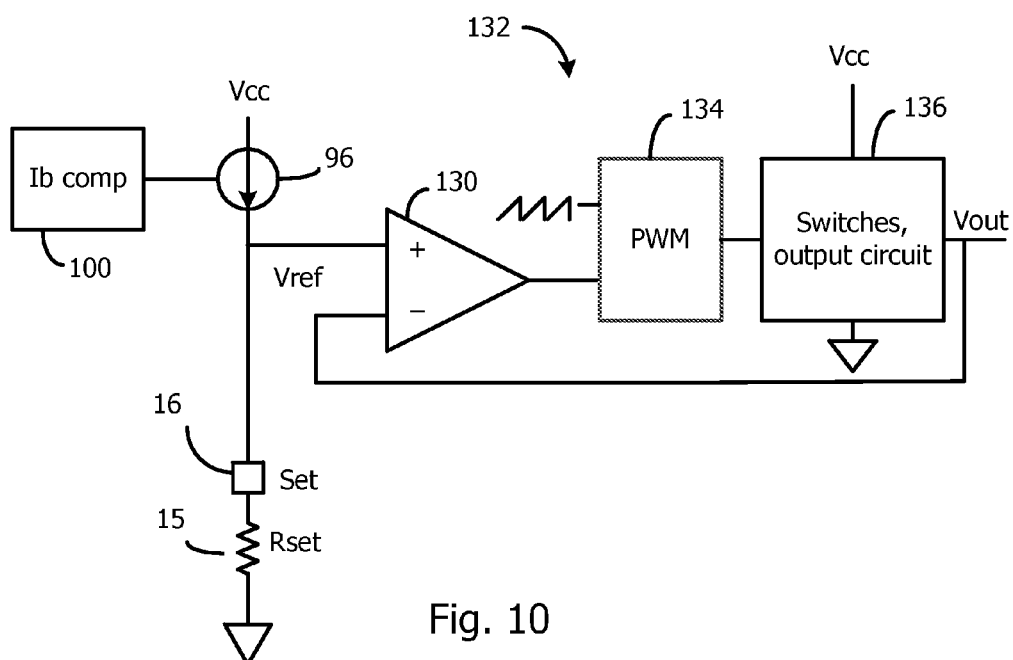 132
Vcc
Vcc
134
136
Ib comp
96
130
100
Vref
+
−
PWM
Switches,
output circuit
Vout
16
Set
15
Rset
Fig. 10